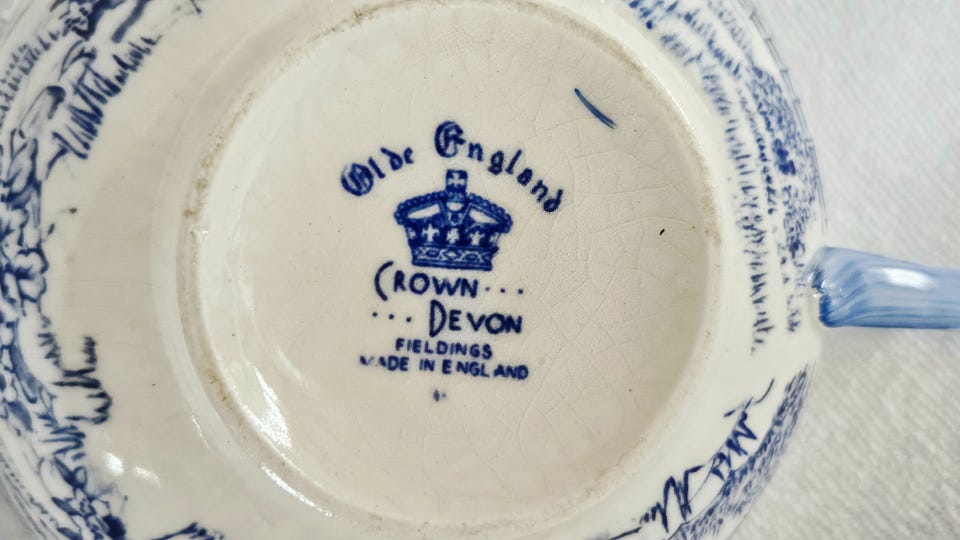 Olde England
CROWN...
...DEVON
FIELDINGS
MADE IN ENGLAND